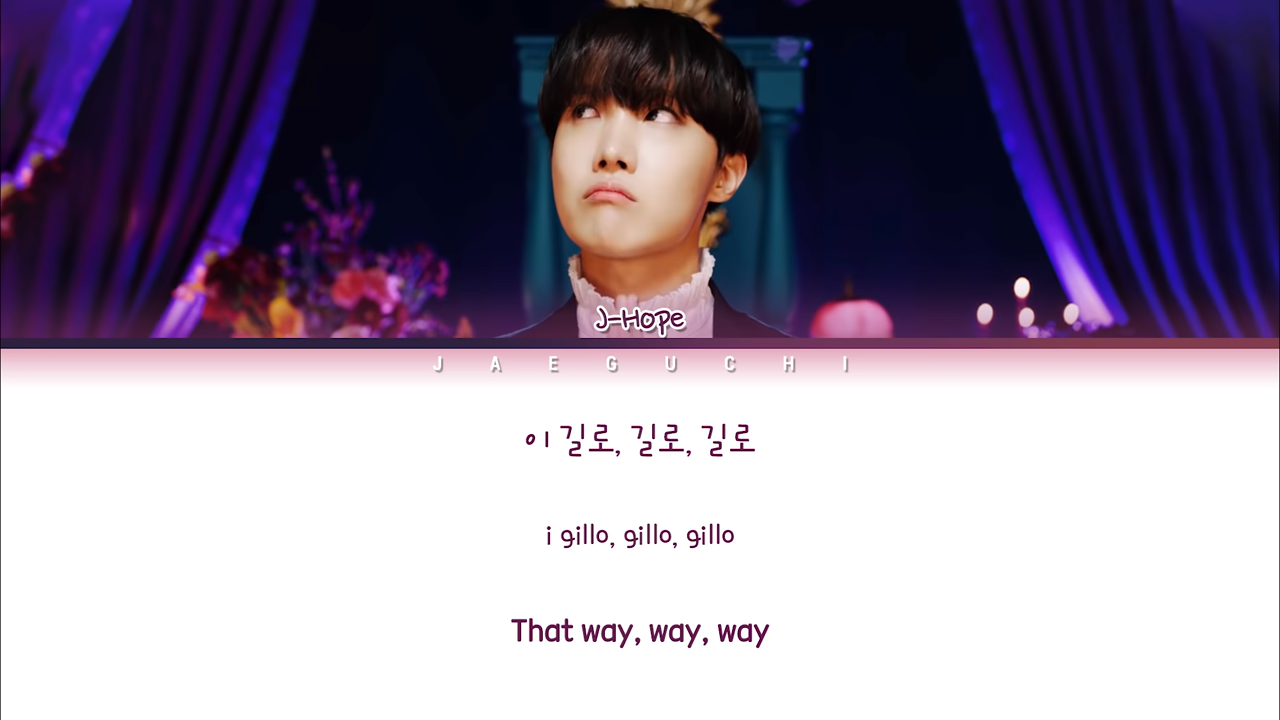 J-Hope
J A E G U C H I
이 길로, 길로, 길로
i gillo, gillo, gillo
That way, way, way